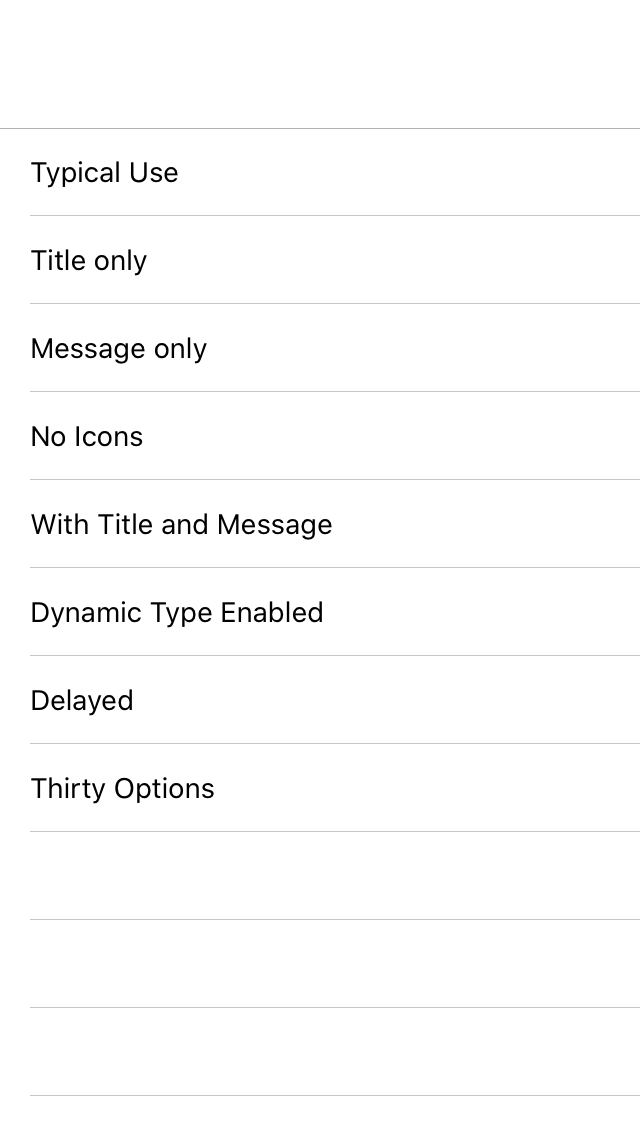 Typical Use
Title only
Message only
No Icons
With Title and Message
Dynamic Type Enabled
Delayed
Thirty Options